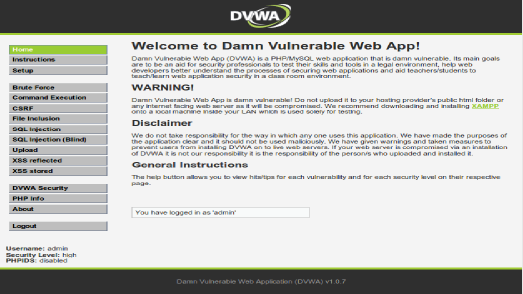 DVWA
Home
Instructions
Setup
Brute Force
Command Execution
CSRF
File Inclusion
SQL Injection
SQL Injection (Blind)
Upload
XSS reflected
XSS stored
DVWA Security
PHP Info
About
Logout
Username: admin
Security Level: high
PHPIDS: disabled
Welcome to Damn Vulnerable Web App!
Damn Vulnerable Web App (DVWA) is a PHP/MySQL web application that is damn vulnerable. Its main goals
are to be an aid for security professionals to test their skills and tools in a legal environment, help web
developers better understand the processes of securing web applications and aid teachers/students to
teach/learn web application security in a class room environment.
WARNING!
Damn Vulnerable Web App is damn vulnerable! Do not upload it to your hosting provider's public html folder or
any internet facing web server as it will be compromised. We recommend downloading and installing XAMPP
onto a local machine inside your LAN which is used solely for testing.
Disclaimer
We do not take responsibility for the way in which any one uses this application. We have made the purposes of
the application clear and it should not be used maliciously. We have given warnings and taken measures to
prevent users from installing DVWA on to live web servers. If your web server is compromised via an installation
of DVWA it is not our responsibility it is the responsibility of the person/s who uploaded and installed it.
General Instructions
The help button allows you to view hits/tips for each vulnerability and for each security level on their respective
page.
You have logged in as 'admin'
Damn Vulnerable Web Application (DVWA) v1.0.7